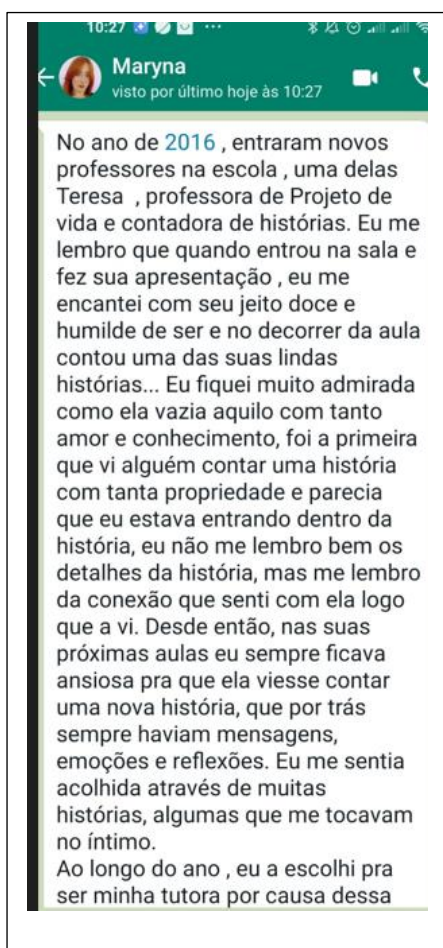 10:27 ...
Maryna
visto por último hoje às 10:27
No ano de 2016 , entraram novos
professores na escola , uma delas
Teresa  , professora de Projeto de
vida e contadora de histórias. Eu me
lembro que quando entrou na sala e
fez sua apresentação , eu me
encantei com seu jeito doce e
humilde de ser e no decorrer da aula
contou uma das suas lindas
histórias... Eu fiquei muito admirada
como ela vazia aquilo com tanto
amor e conhecimento, foi a primeira
que vi alguém contar uma história
com tanta propriedade e parecia
que eu estava entrando dentro da
história, eu não me lembro bem os
detalhes da história, mas me lembro
da conexão que senti com ela logo
que a vi. Desde então, nas suas
próximas aulas eu sempre ficava
ansiosa pra que ela viesse contar
uma nova história, que por trás
sempre haviam mensagens,
emoções e reflexões. Eu me sentia
acolhida através de muitas
histórias, algumas que me tocavam
no íntimo.
Ao longo do ano , eu a escolhi pra
ser minha tutora por causa dessa